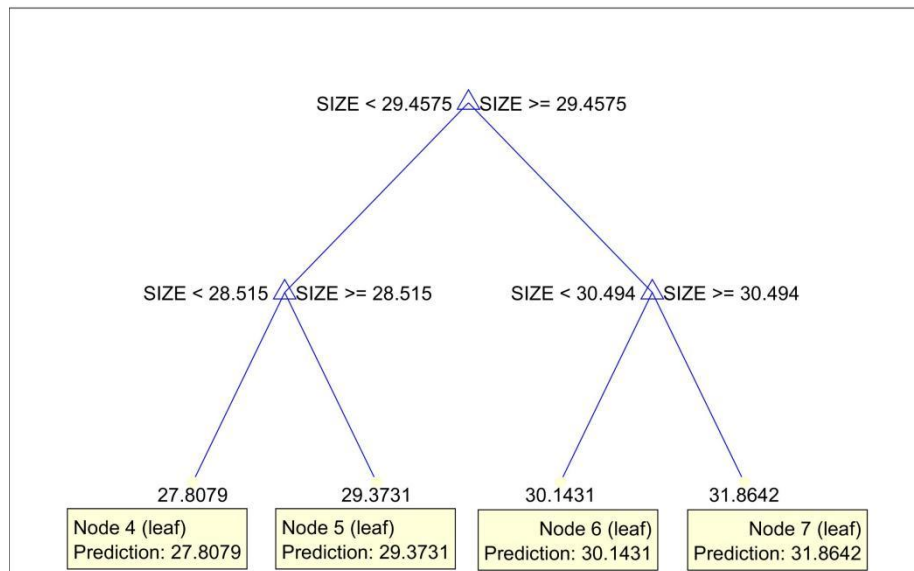 SIZE < 29.4575 SIZE >= 29.4575
SIZE < 28.515 SIZE >= 28.515 SIZE < 30.494 SIZE >= 30.494
27.8079 29.3731 30.1431 31.8642
Node 4 (leaf)
Prediction: 27.8079
Node 5 (leaf)
Prediction: 29.3731
Node 6 (leaf)
Prediction: 30.1431
Node 7 (leaf)
Prediction: 31.8642